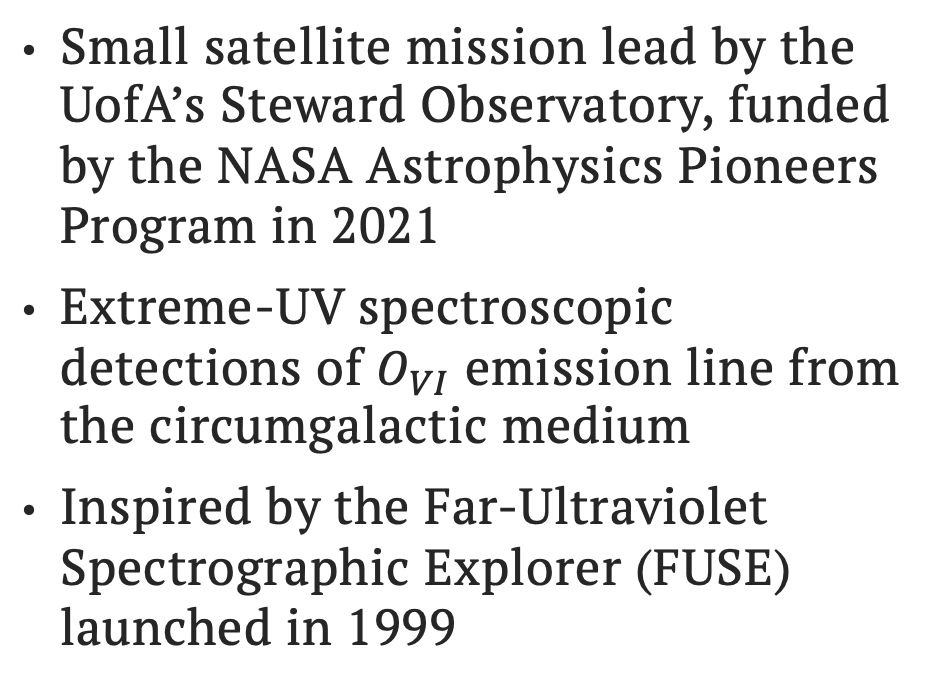 • Small satellite mission lead by the
UofA’s Steward Observatory, funded
by the NASA Astrophysics Pioneers
Program in 2021
• Extreme-UV spectroscopic
detections of O_VI emission line from
the circumgalactic medium
• Inspired by the Far-Ultraviolet
Spectrographic Explorer (FUSE)
launched in 1999